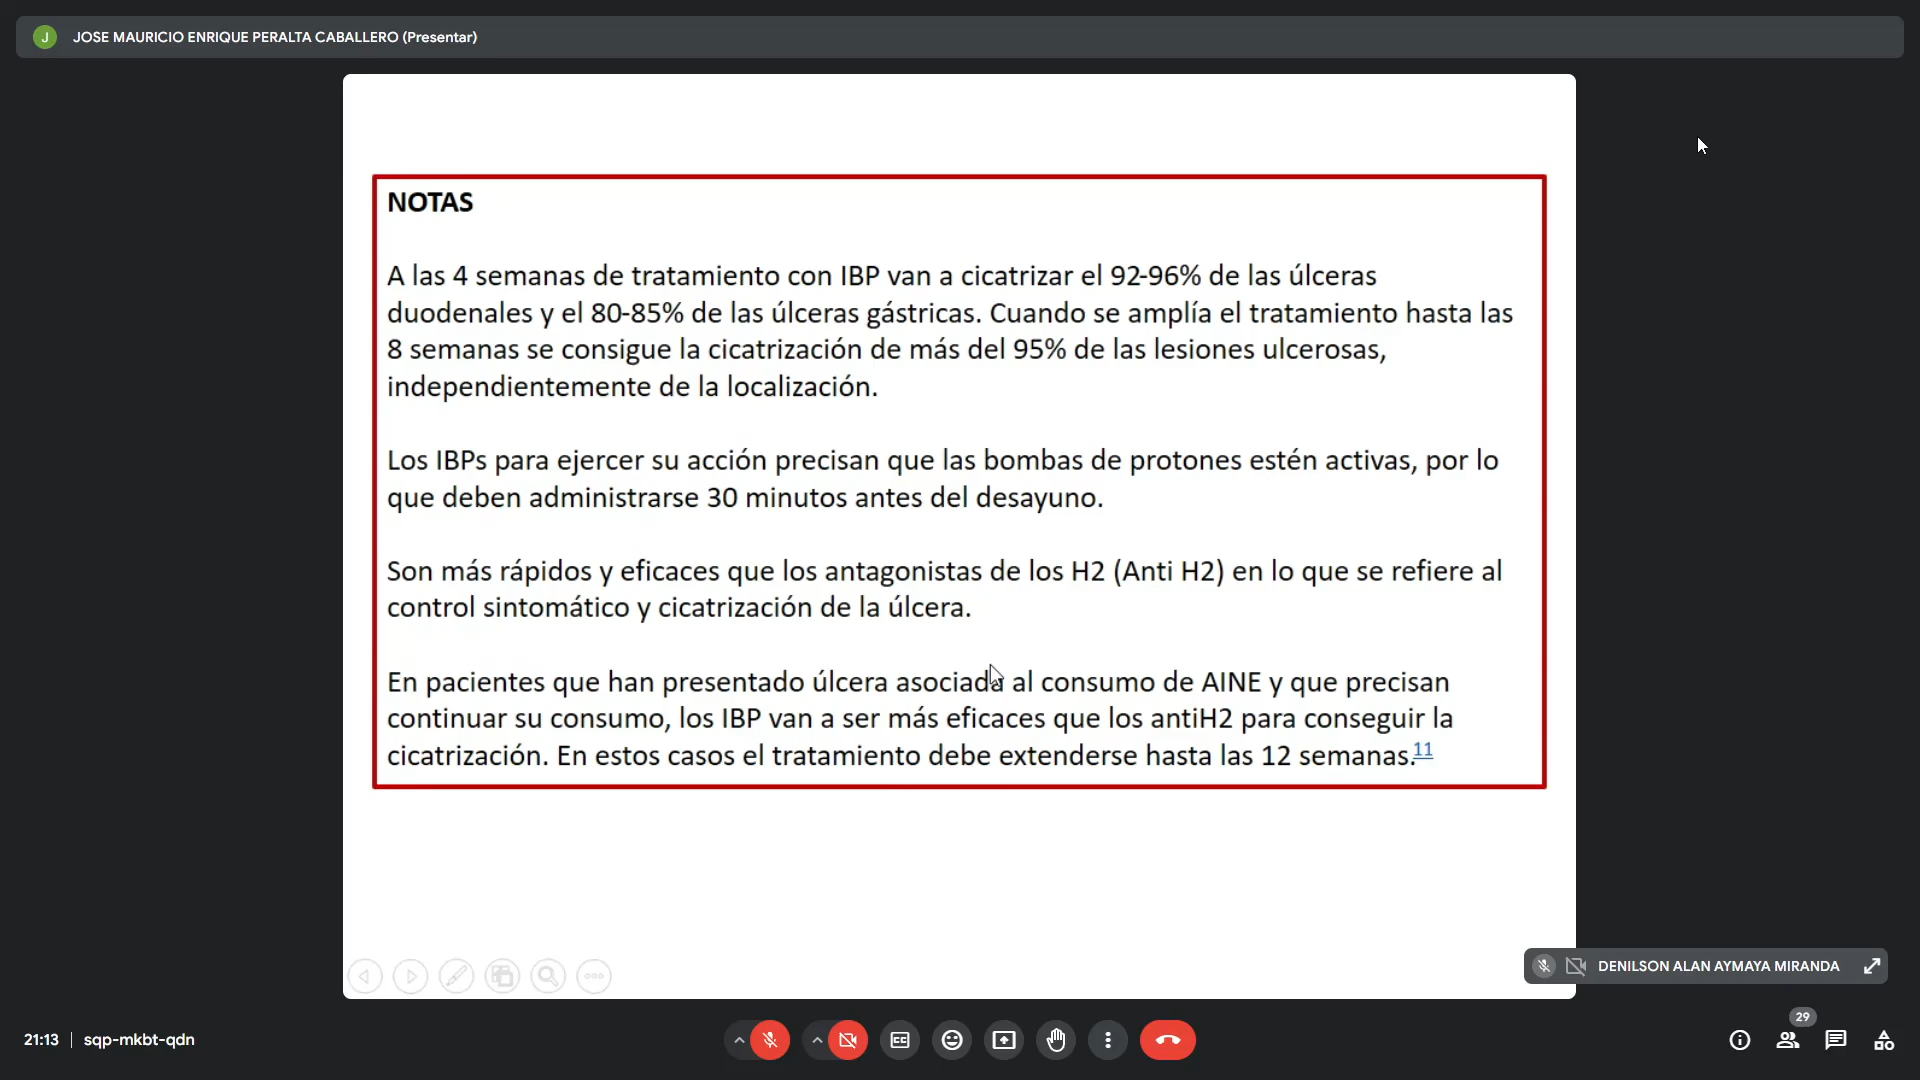 J JOSE MAURICIO ENRIQUE PERALTA CABALLERO (Presentar)
NOTAS
A las 4 semanas de tratamiento con IBP van a cicatrizar el 92-96% de las úlceras
duodenales y el 80-85% de las úlceras gástricas. Cuando se amplía el tratamiento hasta las
8 semanas se consigue la cicatrización de más del 95% de las lesiones ulcerosas,
independientemente de la localización.
Los IBPs para ejercer su acción precisan que las bombas de protones estén activas, por lo
que deben administrarse 30 minutos antes del desayuno.
Son más rápidos y eficaces que los antagonistas de los H2 (Anti H2) en lo que se refiere al
control sintomático y cicatrización de la úlcera.
En pacientes que han presentado úlcera asociada al consumo de AINE y que precisan
continuar su consumo, los IBP van a ser más eficaces que los antiH2 para conseguir la
cicatrización. En estos casos el tratamiento debe extenderse hasta las 12 semanas.11
DENILSON ALAN AYMAYA MIRANDA
29
21:13 | sqp-mkbt-qdn